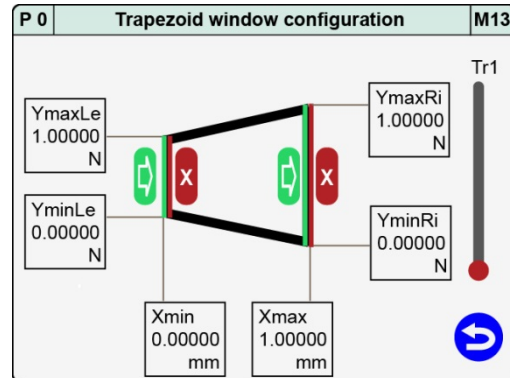 P 0 Trapezoid window configuration M13
Tr1
YmaxLe
1.00000
N
YmaxRi
1.00000
N
X X
YminLe
0.00000
N
YminRi
0.00000
N
Xmin
0.00000
mm
Xmax
1.00000
mm